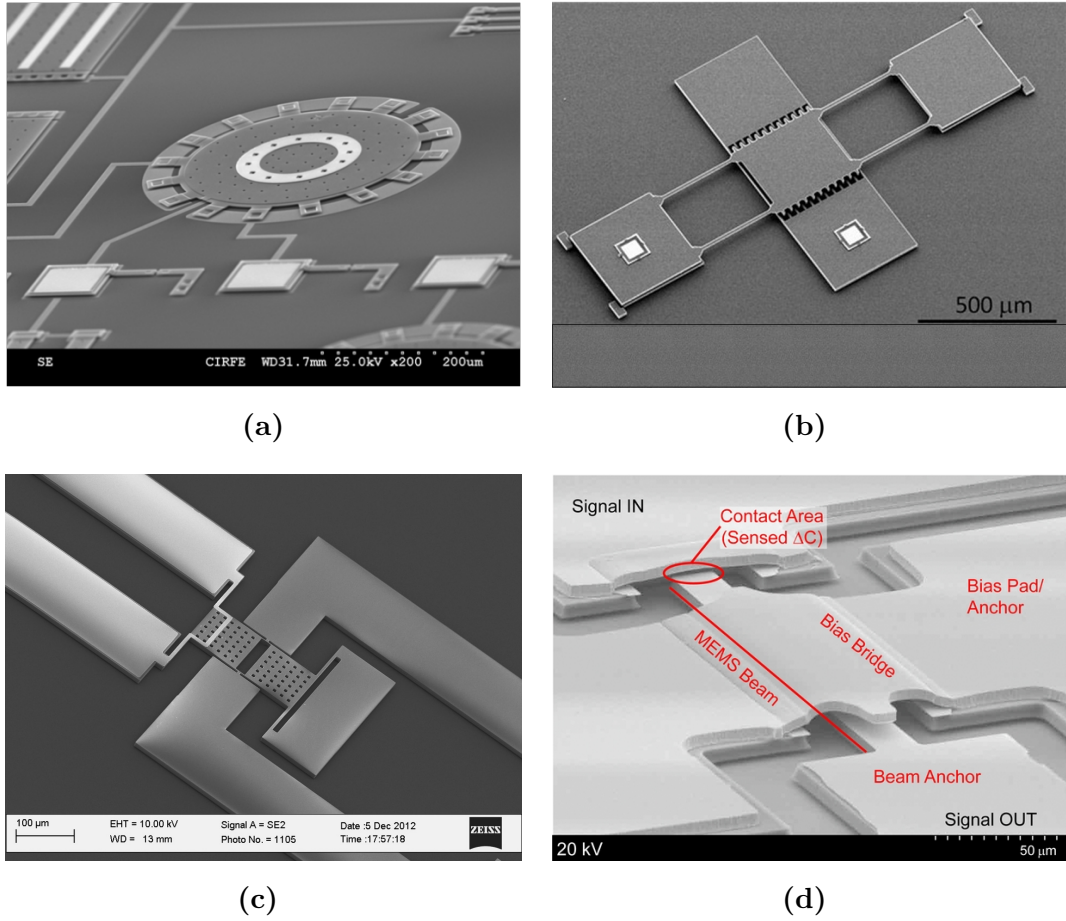 SE CIRFE WD31.7mm 25.0kV x200 200um
500 μm
(a)
(b)
Signal IN
Contact Area
(Sensed ΔC)
Bias Pad/
Anchor
Bias Bridge
MEMS Beam
Beam Anchor
Signal OUT
20 kV
50 μm
100 μm
EHT = 10.00 kV
WD = 13 mm
Signal A = SE2
Photo No. = 1105
Date :5 Dec 2012
Time :17:57:18
ZEISS
(c)
(d)